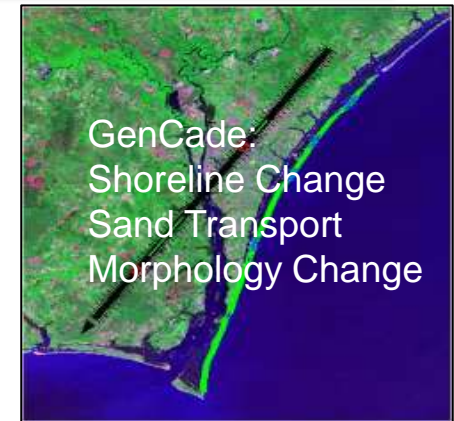 GenCade:
Shoreline Change
Sand Transport
Morphology Change